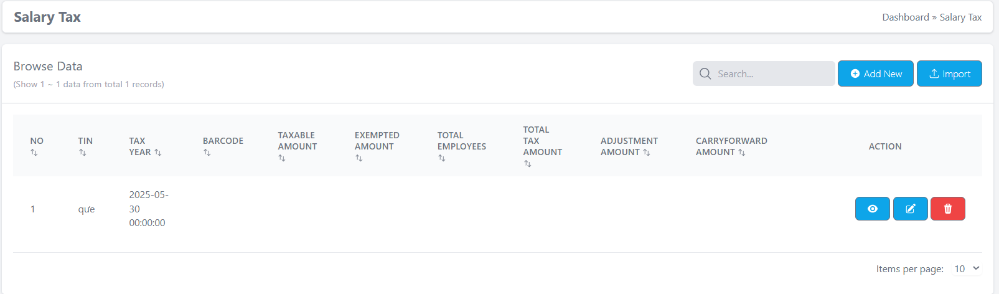 Salary Tax
Dashboard » Salary Tax
Browse Data
(Show 1 ~ 1 data from total 1 records)
Search...
Add New
Import
NO
TIN
TAX
YEAR
BARCODE
TAXABLE
AMOUNT
EXEMPTED
AMOUNT
TOTAL
EMPLOYEES
TOTAL
TAX
AMOUNT
ADJUSTMENT
AMOUNT
CARRYFORWARD
AMOUNT
ACTION
1
qưe
2025-05-
30
00:00:00
Items per page: 10